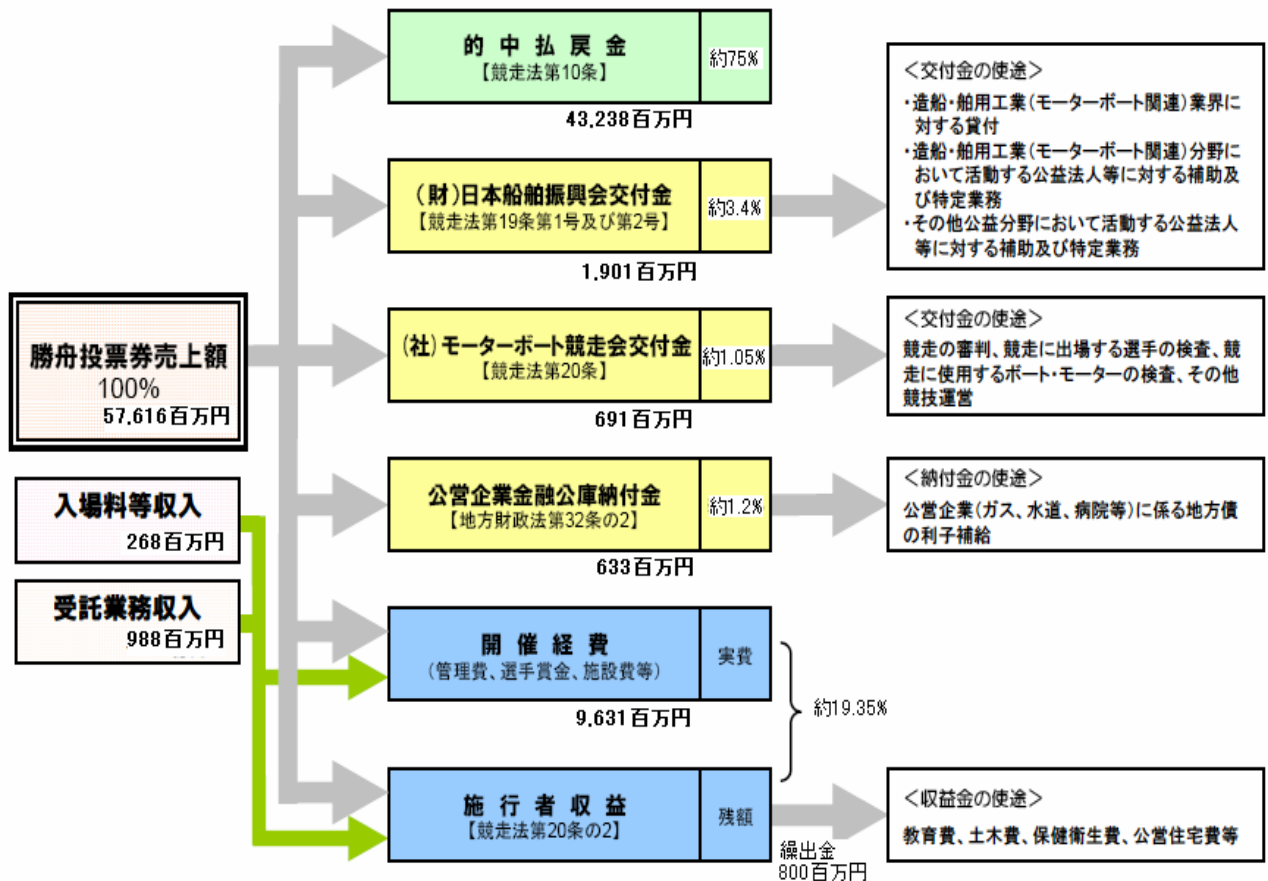 的中払戻金
【競走法第10条】
約75%
43,238百万円
(財)日本船舶振興会交付金
【競走法第19条第1号及び第2号】
約3.4%
1,901百万円
＜交付金の使途＞
・造船・舶用工業(モーターボート関連)業界に
対する貸付
・造船・舶用工業(モーターボート関連)分野に
おいて活動する公益法人等に対する補助及
び特定業務
・その他公益分野において活動する公益法人
等に対する補助及び特定業務
勝舟投票券売上額
100%
57,616百万円
(社)モーターボート競走会交付金
【競走法第20条】
約1.05%
691百万円
＜交付金の使途＞
競走の審判、競走に出場する選手の検査、競
走に使用するボート・モーターの検査、その他
競技運営
入場料等収入
268百万円
公営企業金融公庫納付金
【地方財政法第32条の2】
約1.2%
633百万円
＜納付金の使途＞
公営企業(ガス、水道、病院等)に係る地方債
の利子補給
受託業務収入
988百万円
開催経費
(管理費、選手賞金、施設費等)
実費
9,631百万円
約19.35%
施行者収益
【競走法第20条の2】
残額
繰出金
800百万円
＜収益金の使途＞
教育費、土木費、保健衛生費、公営住宅費等